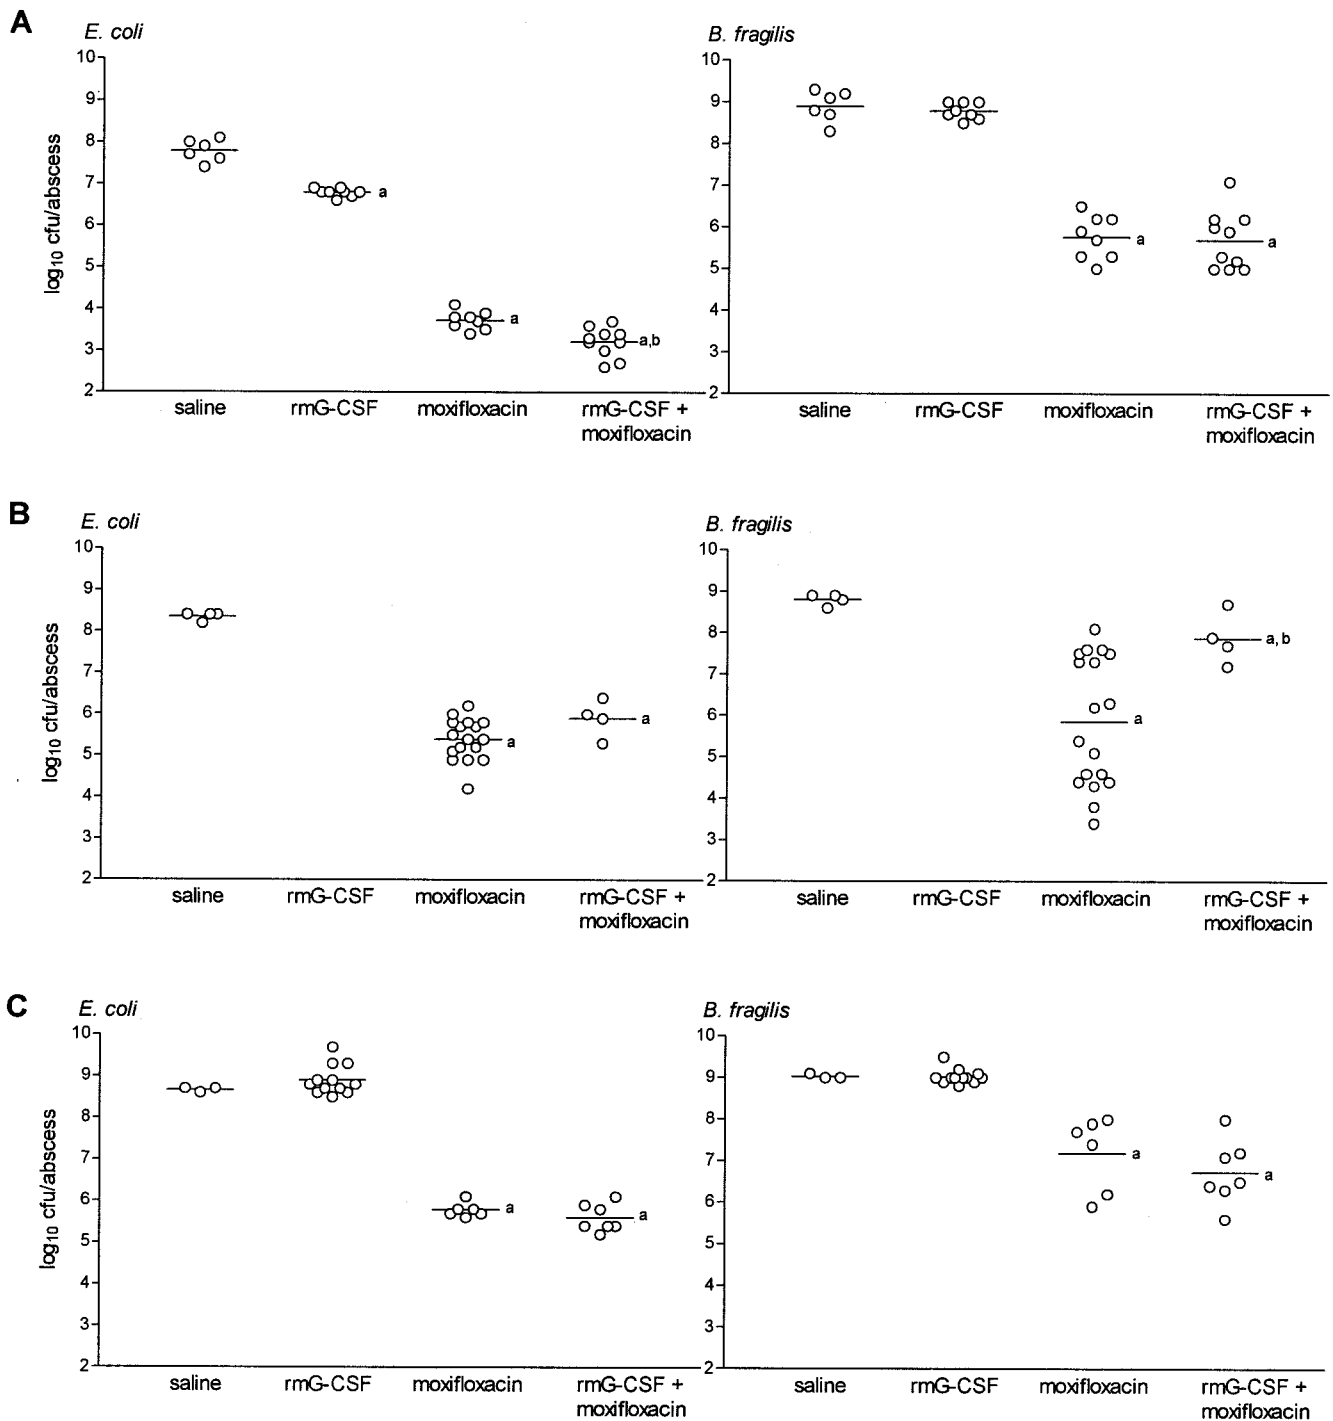 A
E. coli
10
9
8
7
6
5
4
3
2
log10 cfu/abscess
a
a
a,b
saline
rmG-CSF
moxifloxacin
rmG-CSF +
moxifloxacin
B. fragilis
10
9
8
7
6
5
4
3
2
a
a
saline
rmG-CSF
moxifloxacin
rmG-CSF +
moxifloxacin
B
E. coli
10
9
8
7
6
5
4
3
2
log10 cfu/abscess
a
a
saline
rmG-CSF
moxifloxacin
rmG-CSF +
moxifloxacin
B. fragilis
10
9
8
7
6
5
4
3
2
a
a, b
saline
rmG-CSF
moxifloxacin
rmG-CSF +
moxifloxacin
C
E. coli
10
9
8
7
6
5
4
3
2
log10 cfu/abscess
a
a
saline
rmG-CSF
moxifloxacin
rmG-CSF +
moxifloxacin
B. fragilis
10
9
8
7
6
5
4
3
2
a
a
saline
rmG-CSF
moxifloxacin
rmG-CSF +
moxifloxacin